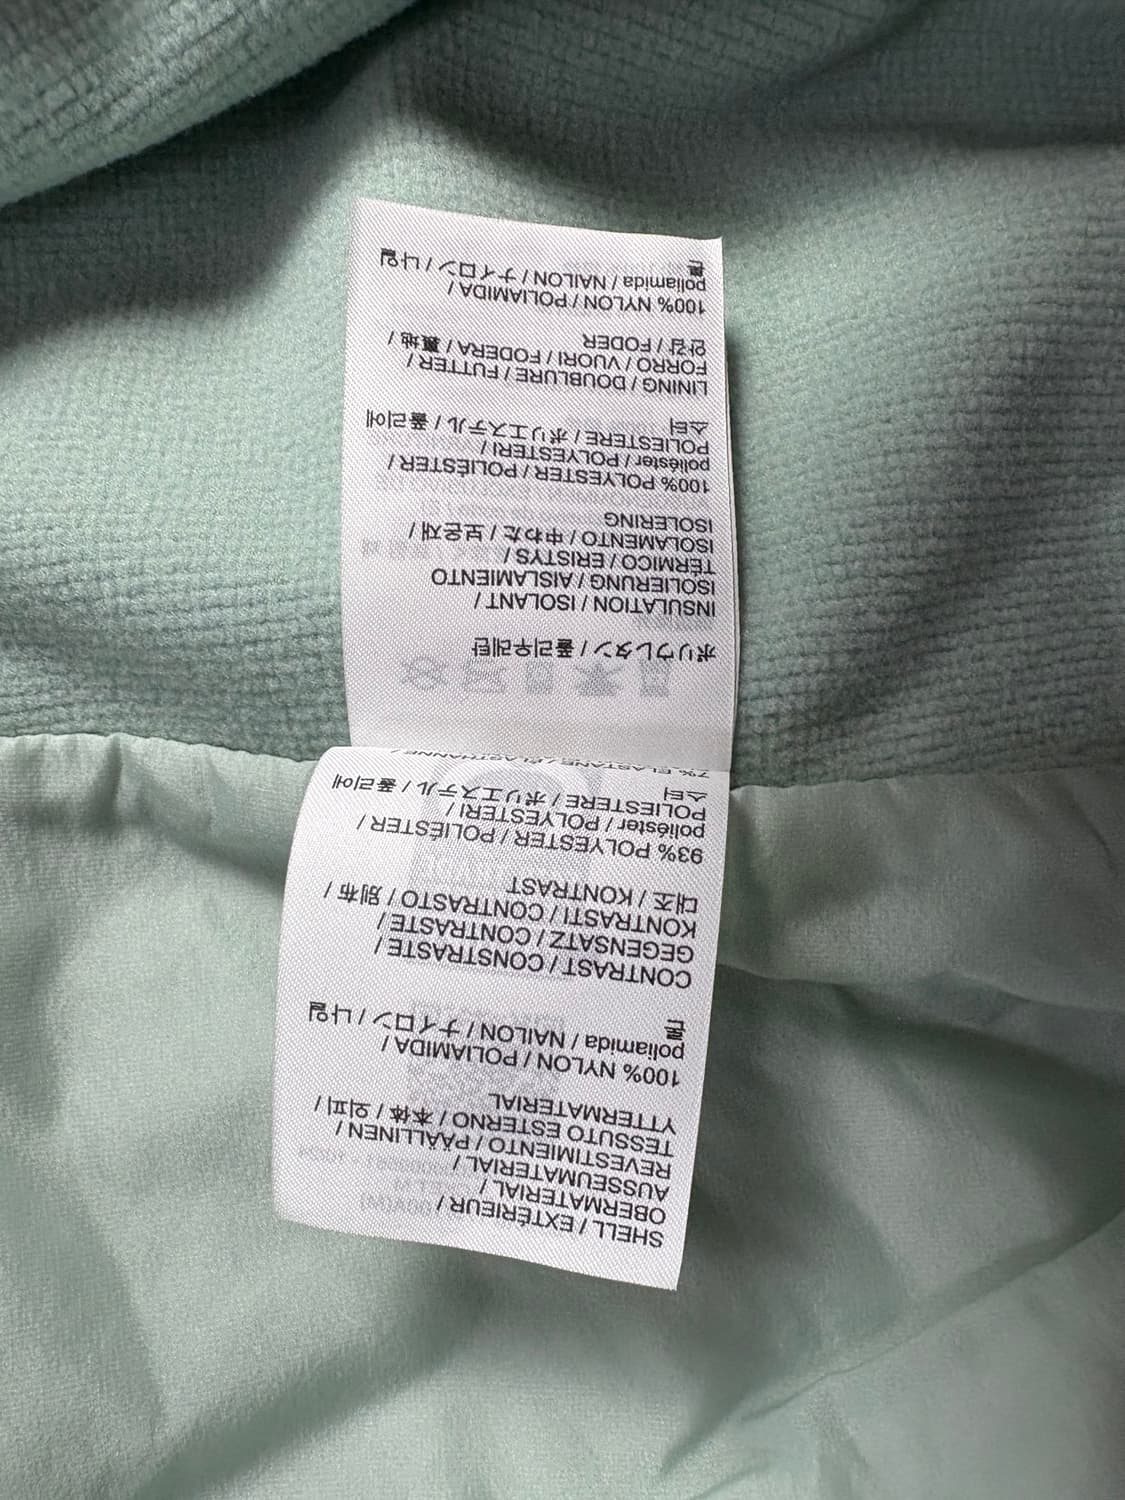 SHELL / EXTÉRIEUR /
OBERMATERIAL /
AUSSEUMATERIAL /
REVESTIMIENTO / PÄÄLLINEN /
TESSUTO ESTERNO / 本体 / 외피 /
YTTERMATERIAL
100% NYLON / POLIAMIDA /
poliamida / NAILON / ナイロン / 나일
론
CONTRAST / CONSTRASTE /
GEGENSATZ / CONTRASTE /
KONTRASTI / CONTRASTO / 別布 /
대조 / KONTRAST
93% POLYESTER / POLIÉSTER /
poliéster / POLYESTERI /
POLIESTERE / ポリエステル / 폴리에
스터
7% ELASTANE / ÉLASTHANNE /
ポリウレタン / 폴리우레탄
INSULATION / ISOLANT /
ISOLIERUNG / AISLAMIENTO
TÉRMICO / ERISTYS /
ISOLAMENTO / 中わた / 보온재 /
ISOLERING
100% POLYESTER / POLIÉSTER /
poliéster / POLYESTERI /
POLIESTERE / ポリエステル / 폴리에
스터
LINING / DOUBLURE / FUTTER /
FORRO / VUORI / FODERA / 裏地 /
안감 / FODER
100% NYLON / POLIAMIDA /
poliamida / NAILON / ナイロン / 나일
론